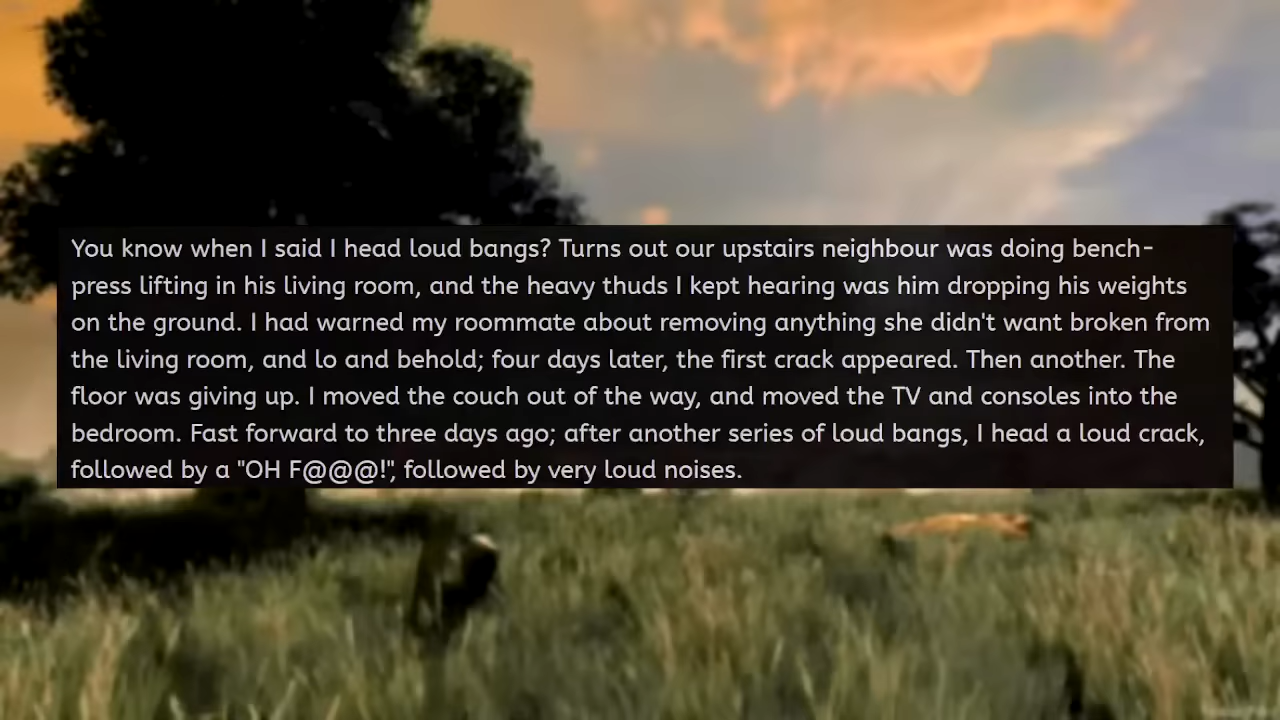 You know when I said I head loud bangs? Turns out our upstairs neighbour was doing bench-
press lifting in his living room, and the heavy thuds I kept hearing was him dropping his weights
on the ground. I had warned my roommate about removing anything she didn't want broken from
the living room, and lo and behold; four days later, the first crack appeared. Then another. The
floor was giving up. I moved the couch out of the way, and moved the TV and consoles into the
bedroom. Fast forward to three days ago; after another series of loud bangs, I head a loud crack,
followed by a "OH F@@@!", followed by very loud noises.